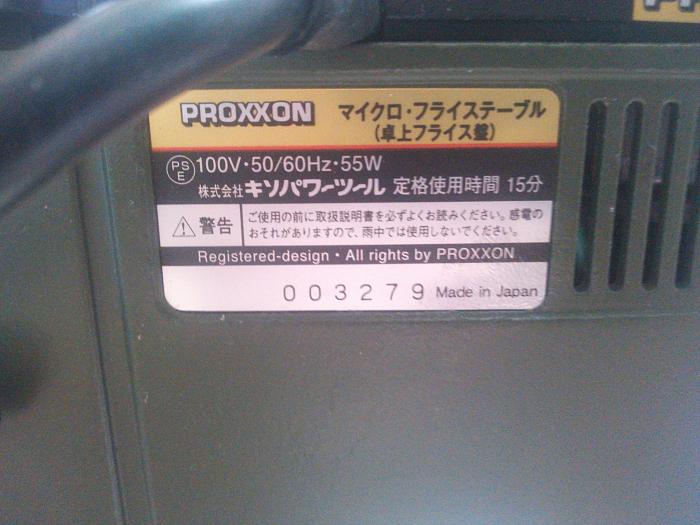 PROXXON マイクロ・フライステーブル
(卓上フライス盤)
PS E 100V・50/60Hz・55W
株式会社キソパワーツール 定格使用時間 15分
警告 ご使用の前に取扱説明書を必ずよくお読みください。感電の
おそれがありますので、雨中では使用しないでください。
Registered-design・All rights by PROXXON
003279 Made in Japan